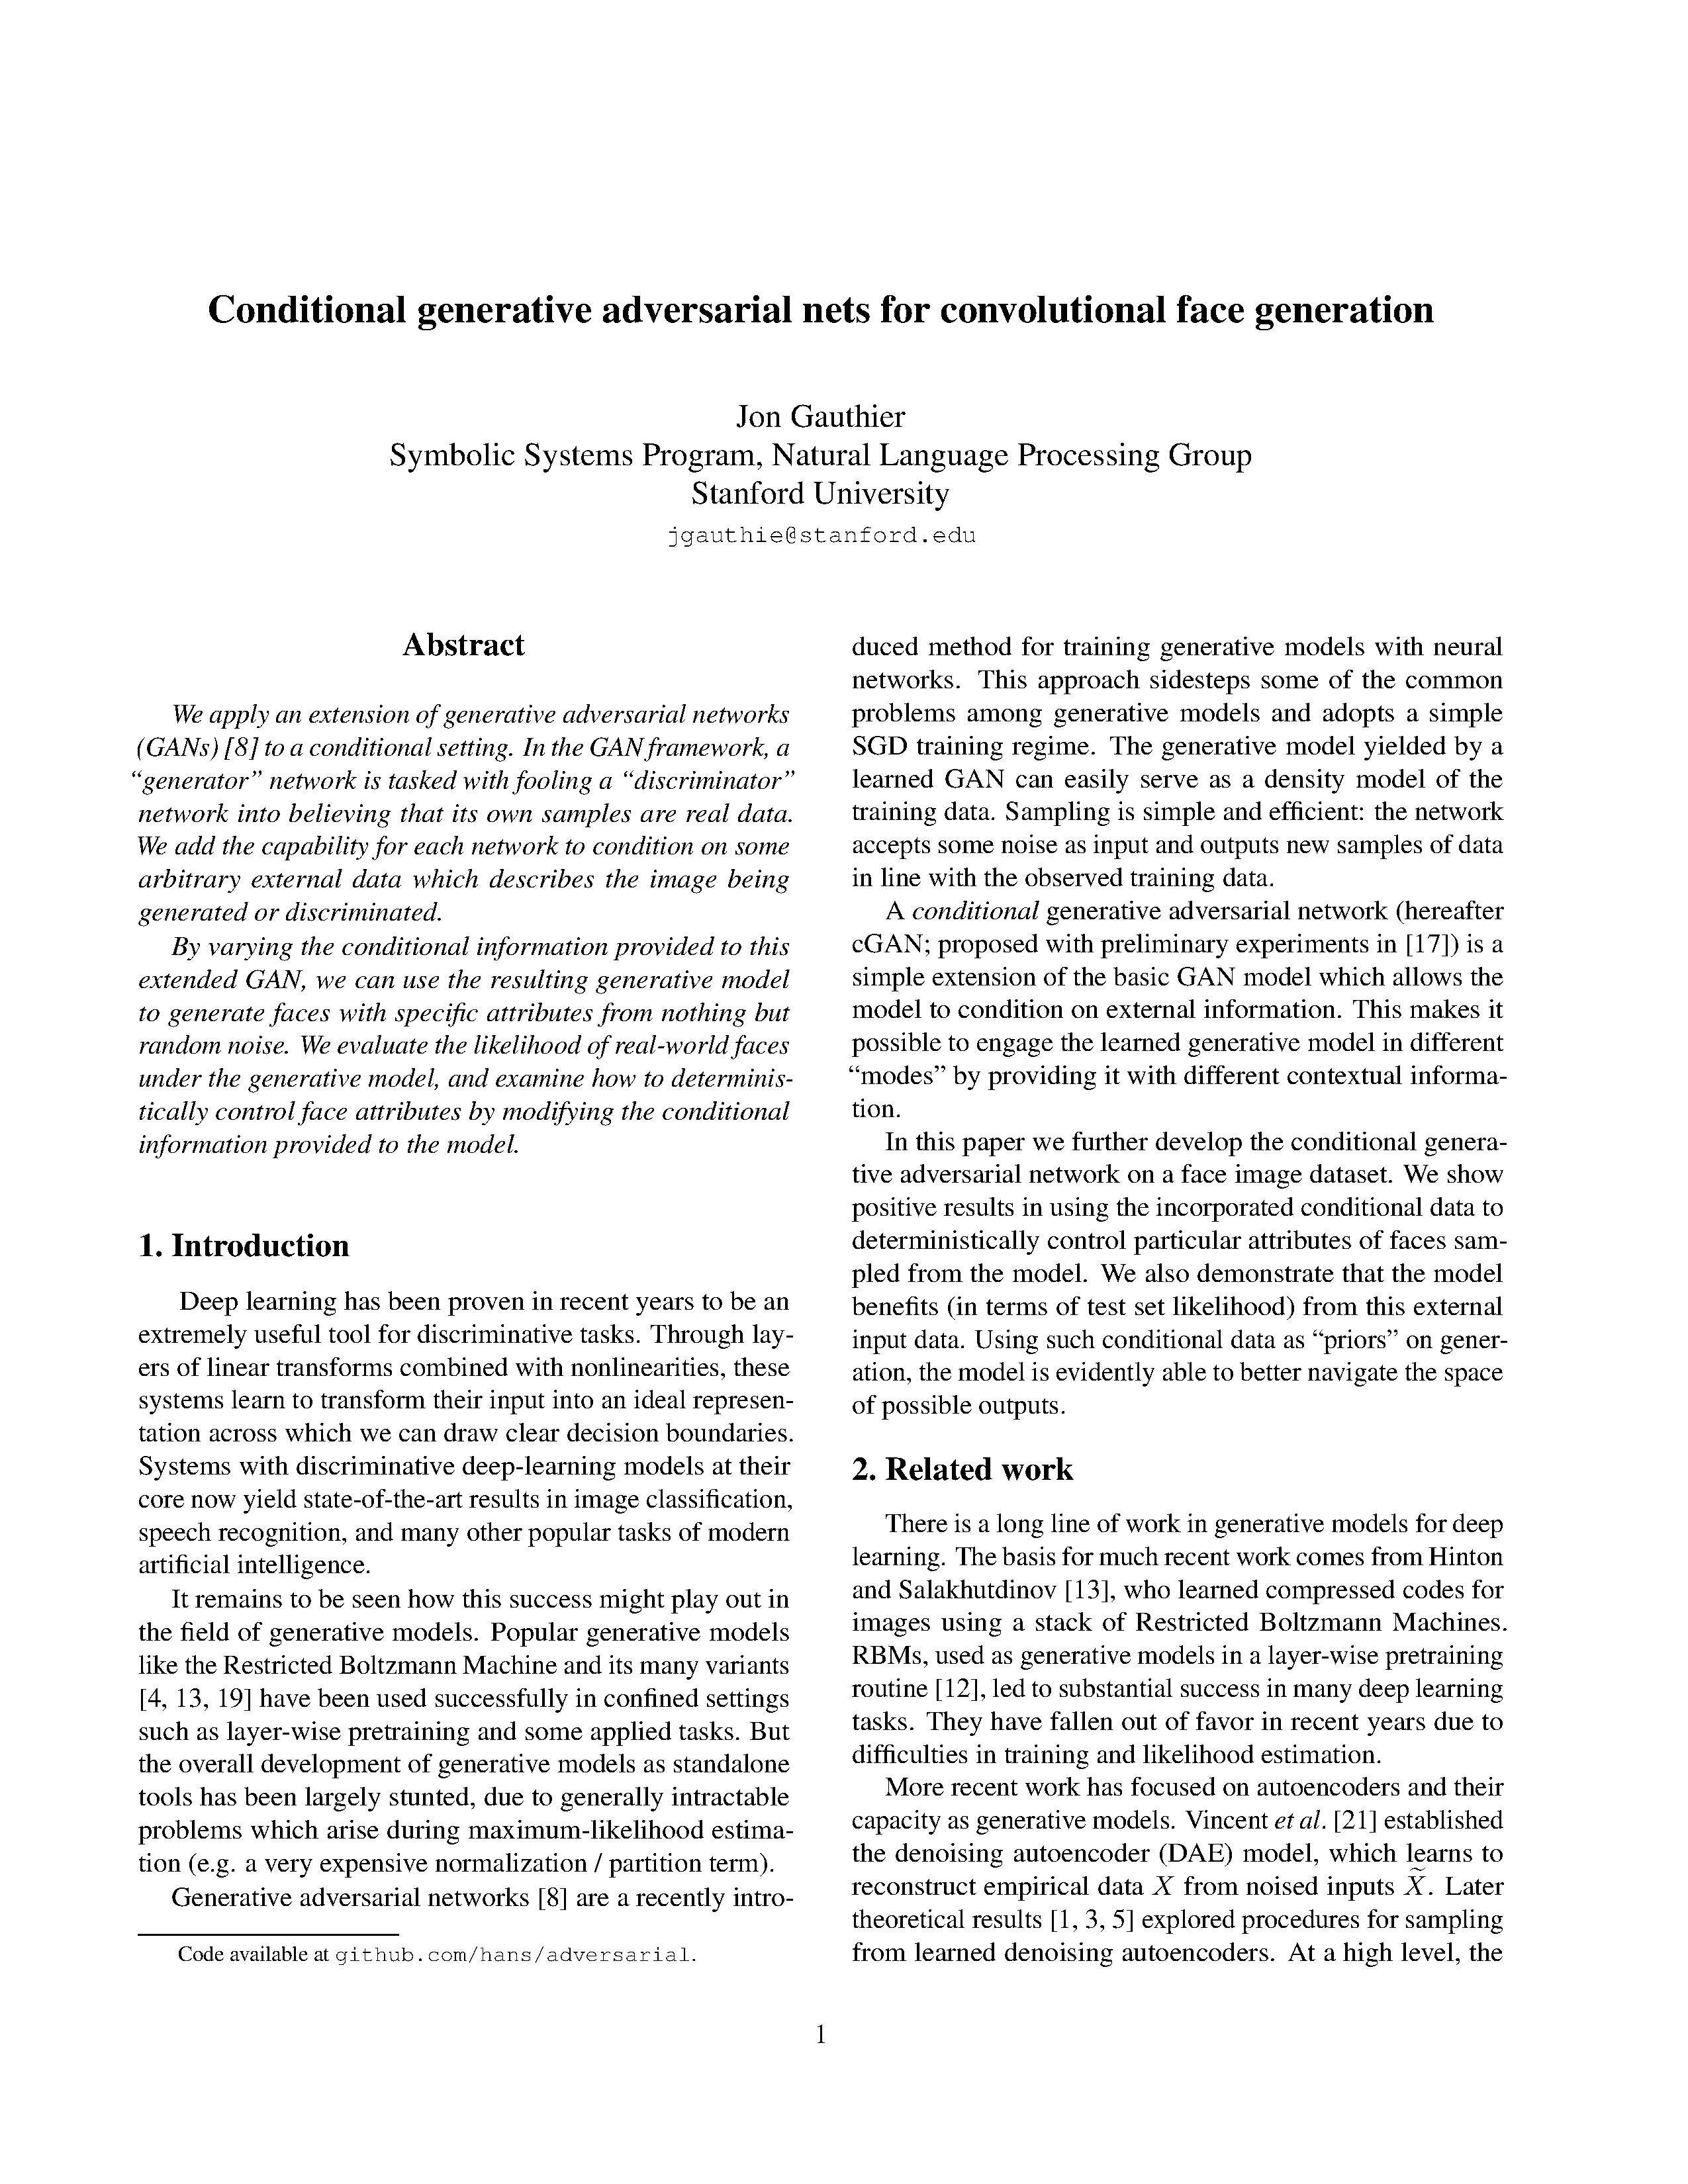 Conditional generative adversarial nets for convolutional face generation
Jon Gauthier
Symbolic Systems Program, Natural Language Processing Group
Stanford University
jgauthie@stanford.edu
Abstract
We apply an extension of generative adversarial networks
(GANs) [8] to a conditional setting. In the GAN framework, a
“generator” network is tasked with fooling a “discriminator”
network into believing that its own samples are real data.
We add the capability for each network to condition on some
arbitrary external data which describes the image being
generated or discriminated.
By varying the conditional information provided to this
extended GAN, we can use the resulting generative model
to generate faces with specific attributes from nothing but
random noise. We evaluate the likelihood of real-world faces
under the generative model, and examine how to determinis-
tically control face attributes by modifying the conditional
information provided to the model.
1. Introduction
Deep learning has been proven in recent years to be an
extremely useful tool for discriminative tasks. Through lay-
ers of linear transforms combined with nonlinearities, these
systems learn to transform their input into an ideal represen-
tation across which we can draw clear decision boundaries.
Systems with discriminative deep-learning models at their
core now yield state-of-the-art results in image classification,
speech recognition, and many other popular tasks of modern
artificial intelligence.
It remains to be seen how this success might play out in
the field of generative models. Popular generative models
like the Restricted Boltzmann Machine and its many variants
[4, 13, 19] have been used successfully in confined settings
such as layer-wise pretraining and some applied tasks. But
the overall development of generative models as standalone
tools has been largely stunted, due to generally intractable
problems which arise during maximum-likelihood estima-
tion (e.g. a very expensive normalization / partition term).
Generative adversarial networks [8] are a recently intro-
Code available at github.com/hans/adversarial.
duced method for training generative models with neural
networks. This approach sidesteps some of the common
problems among generative models and adopts a simple
SGD training regime. The generative model yielded by a
learned GAN can easily serve as a density model of the
training data. Sampling is simple and efficient: the network
accepts some noise as input and outputs new samples of data
in line with the observed training data.
A conditional generative adversarial network (hereafter
cGAN; proposed with preliminary experiments in [17]) is a
simple extension of the basic GAN model which allows the
model to condition on external information. This makes it
possible to engage the learned generative model in different
“modes” by providing it with different contextual informa-
tion.
In this paper we further develop the conditional genera-
tive adversarial network on a face image dataset. We show
positive results in using the incorporated conditional data to
deterministically control particular attributes of faces sam-
pled from the model. We also demonstrate that the model
benefits (in terms of test set likelihood) from this external
input data. Using such conditional data as “priors” on gener-
ation, the model is evidently able to better navigate the space
of possible outputs.
2. Related work
There is a long line of work in generative models for deep
learning. The basis for much recent work comes from Hinton
and Salakhutdinov [13], who learned compressed codes for
images using a stack of Restricted Boltzmann Machines.
RBMs, used as generative models in a layer-wise pretraining
routine [12], led to substantial success in many deep learning
tasks. They have fallen out of favor in recent years due to
difficulties in training and likelihood estimation.
More recent work has focused on autoencoders and their
capacity as generative models. Vincent et al. [21] established
the denoising autoencoder (DAE) model, which learns to
reconstruct empirical data X from noised inputs X̃. Later
theoretical results [1, 3, 5] explored procedures for sampling
from learned denoising autoencoders. At a high level, the
1